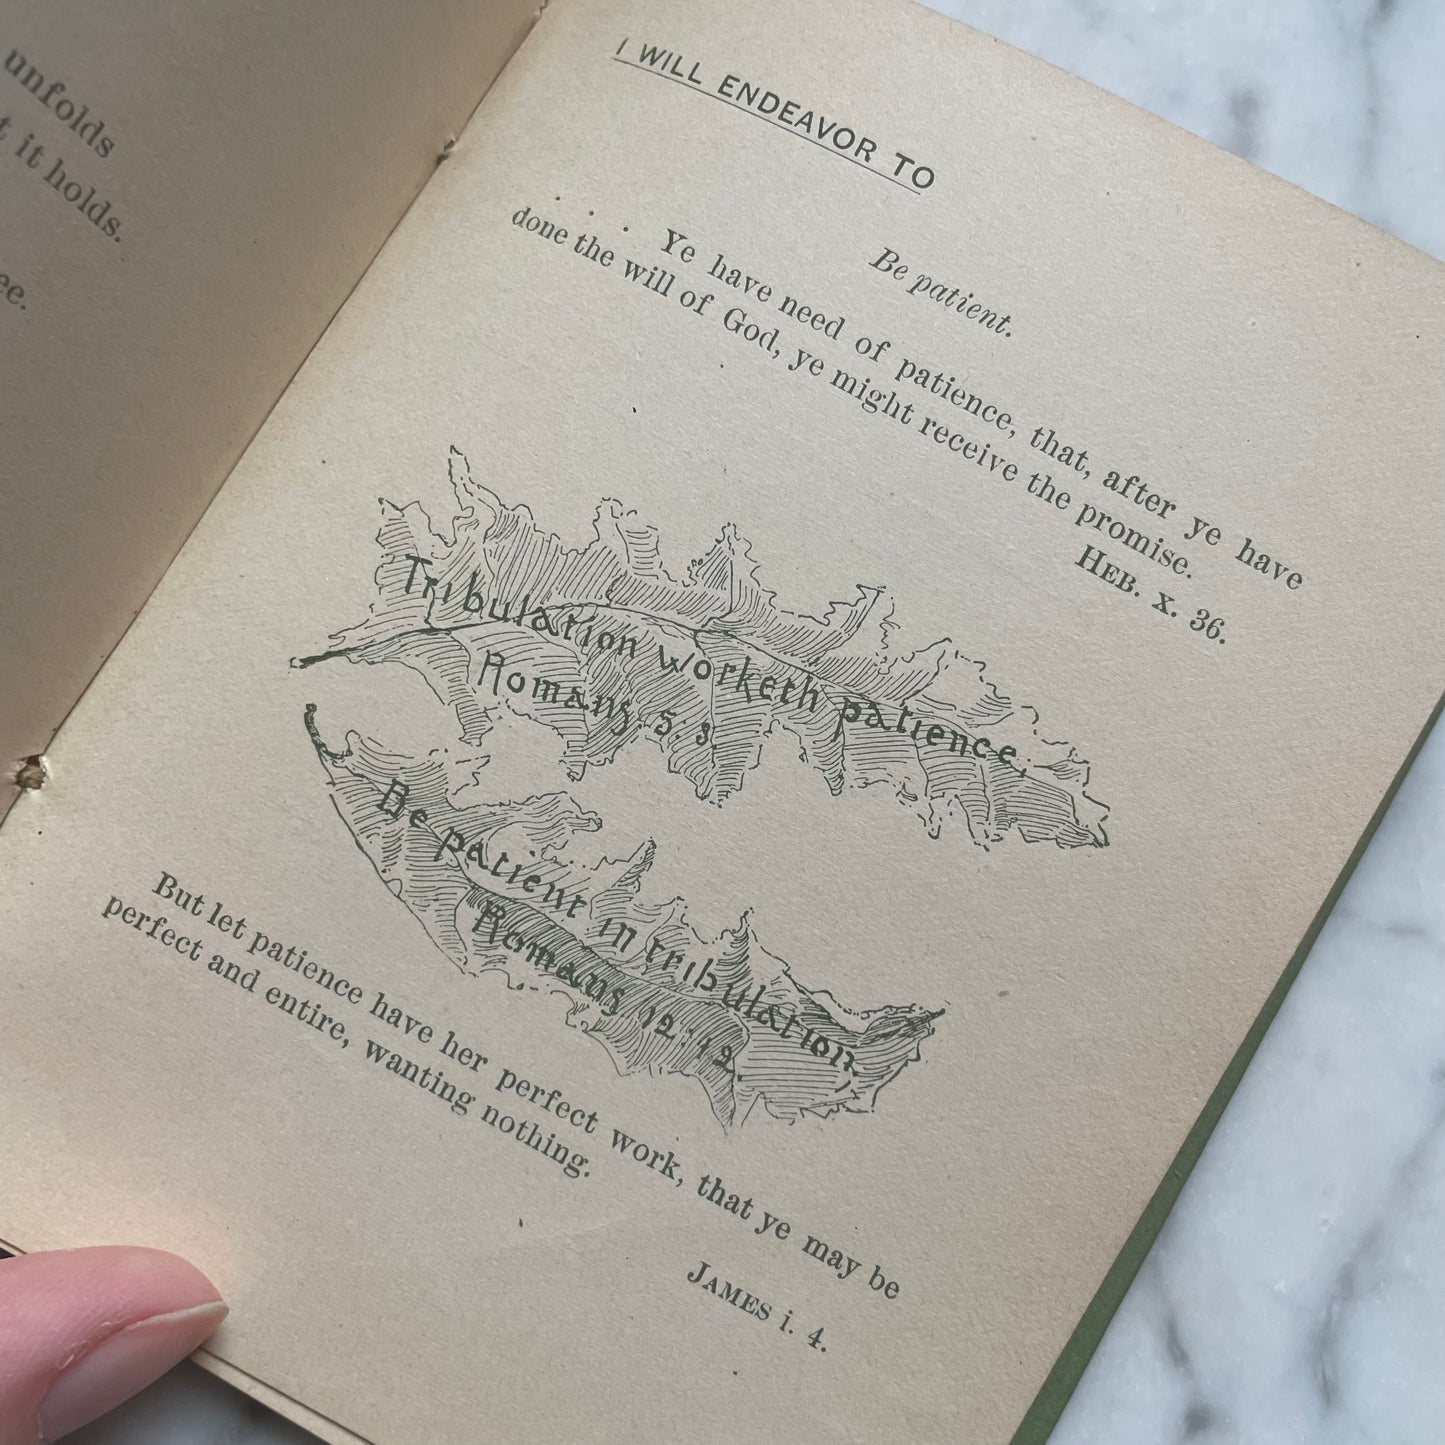 unfolds
it holds.
I WILL ENDEAVOR TO
Be patient.
. . . Ye have need of patience, that, after ye have
done the will of God, ye might receive the promise.
HEB. x. 36.
Tribulation worketh patience,
Romans. 5. 3.
Be patient in tribulation,
Romans 12:12.
But let patience have her perfect work, that ye may be
perfect and entire, wanting nothing.
JAMES i. 4.